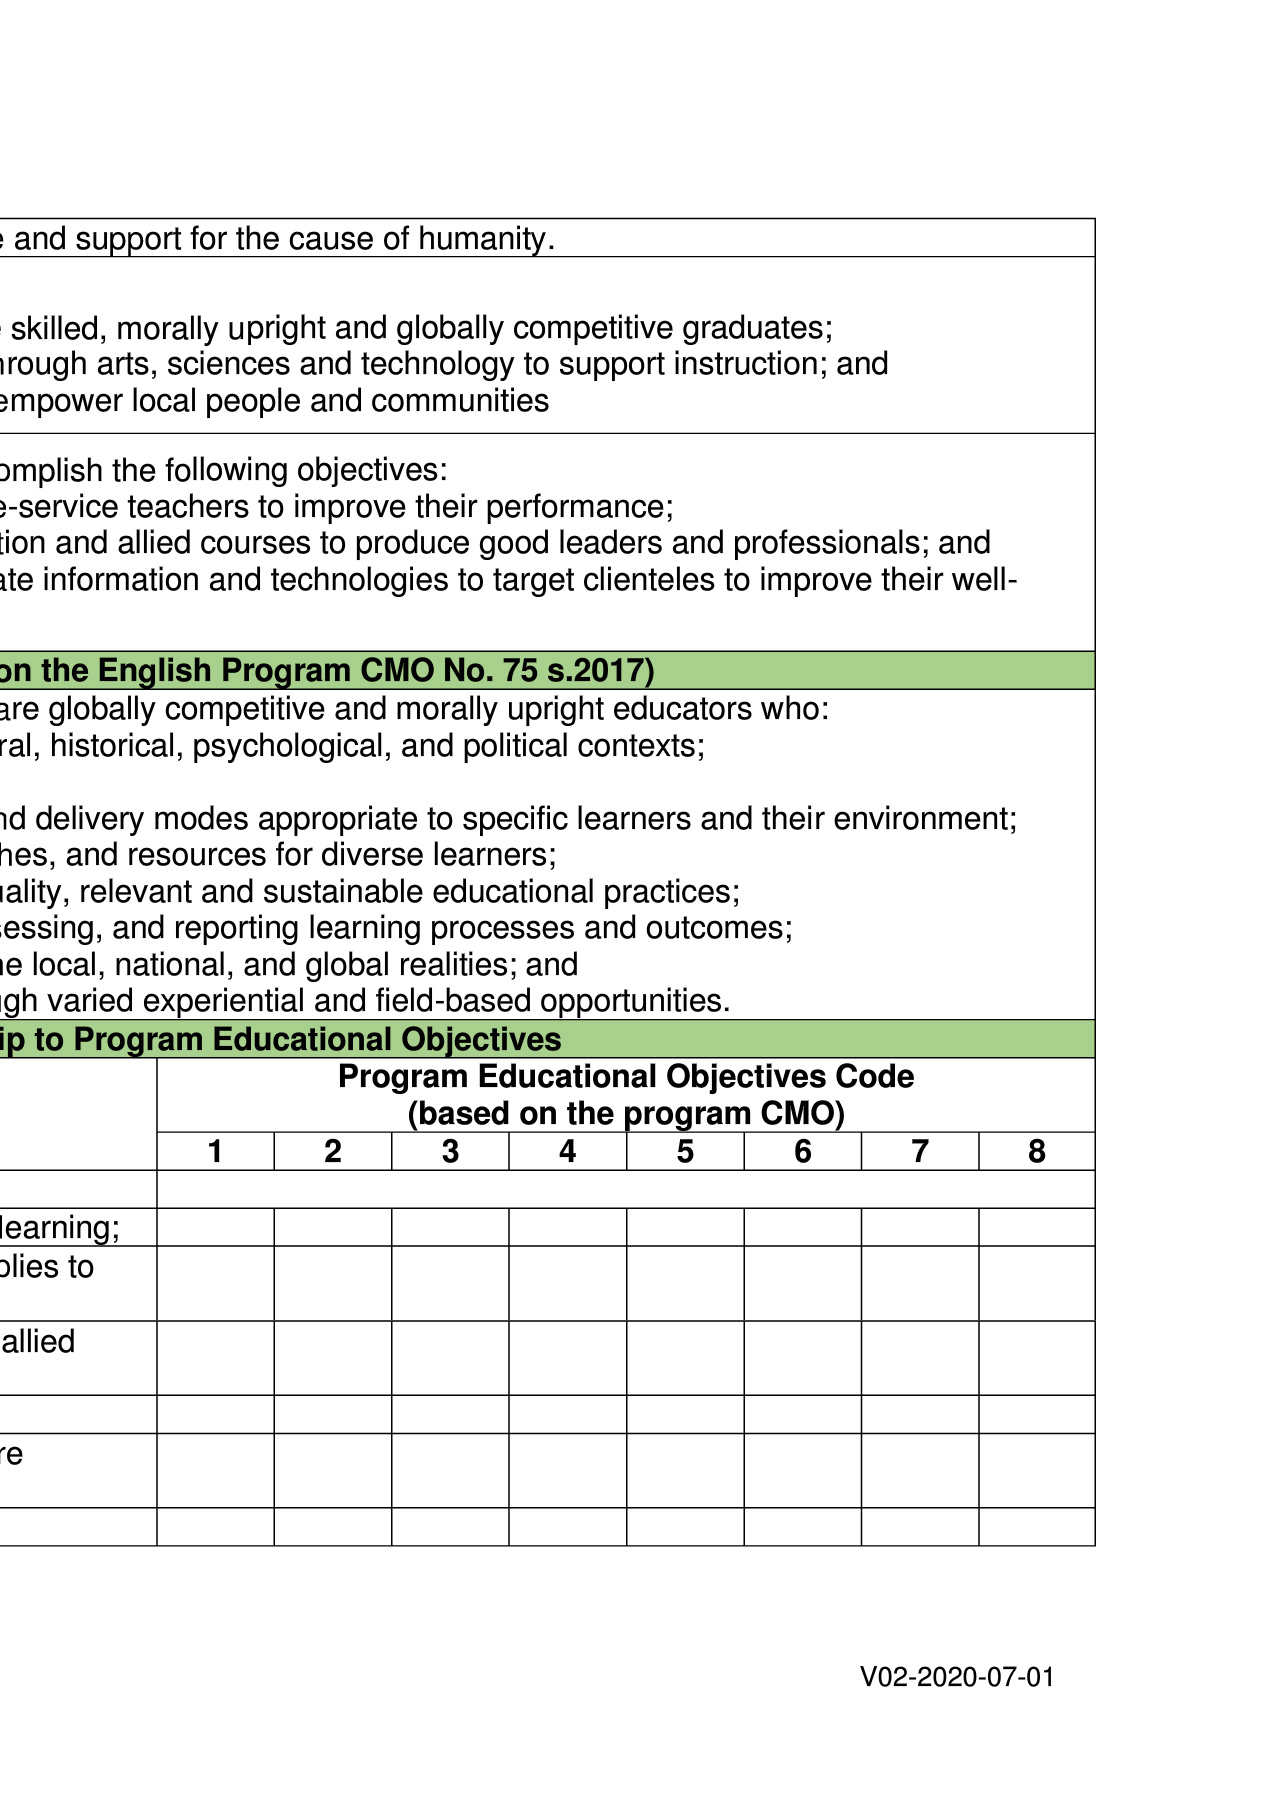 and support for the cause of humanity.
skilled, morally upright and globally competitive graduates;
hrough arts, sciences and technology to support instruction; and
empower local people and communities
omplish the following objectives:
e-service teachers to improve their performance;
tion and allied courses to produce good leaders and professionals; and
ate information and technologies to target clienteles to improve their well-
on the English Program CMO No. 75 s.2017)
are globally competitive and morally upright educators who:
ral, historical, psychological, and political contexts;
nd delivery modes appropriate to specific learners and their environment;
hes, and resources for diverse learners;
uality, relevant and sustainable educational practices;
sessing, and reporting learning processes and outcomes;
he local, national, and global realities; and
ugh varied experiential and field-based opportunities.
ip to Program Educational Objectives
Program Educational Objectives Code
(based on the program CMO)
1 2 3 4 5 6 7 8
learning;
plies to
allied
re
V02-2020-07-01